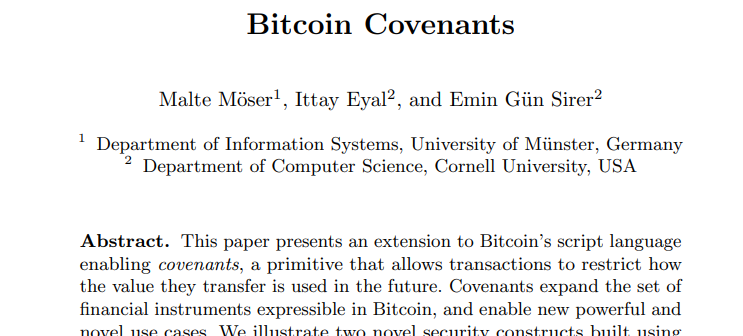 Bitcoin Covenants
Malte Möser¹, Ittay Eyal², and Emin Gün Sirer²
¹ Department of Information Systems, University of Münster, Germany
² Department of Computer Science, Cornell University, USA
Abstract. This paper presents an extension to Bitcoin's script language
enabling covenants, a primitive that allows transactions to restrict how
the value they transfer is used in the future. Covenants expand the set of
financial instruments expressible in Bitcoin, and enable new powerful and
novel use cases. We illustrate two novel security constructs built using